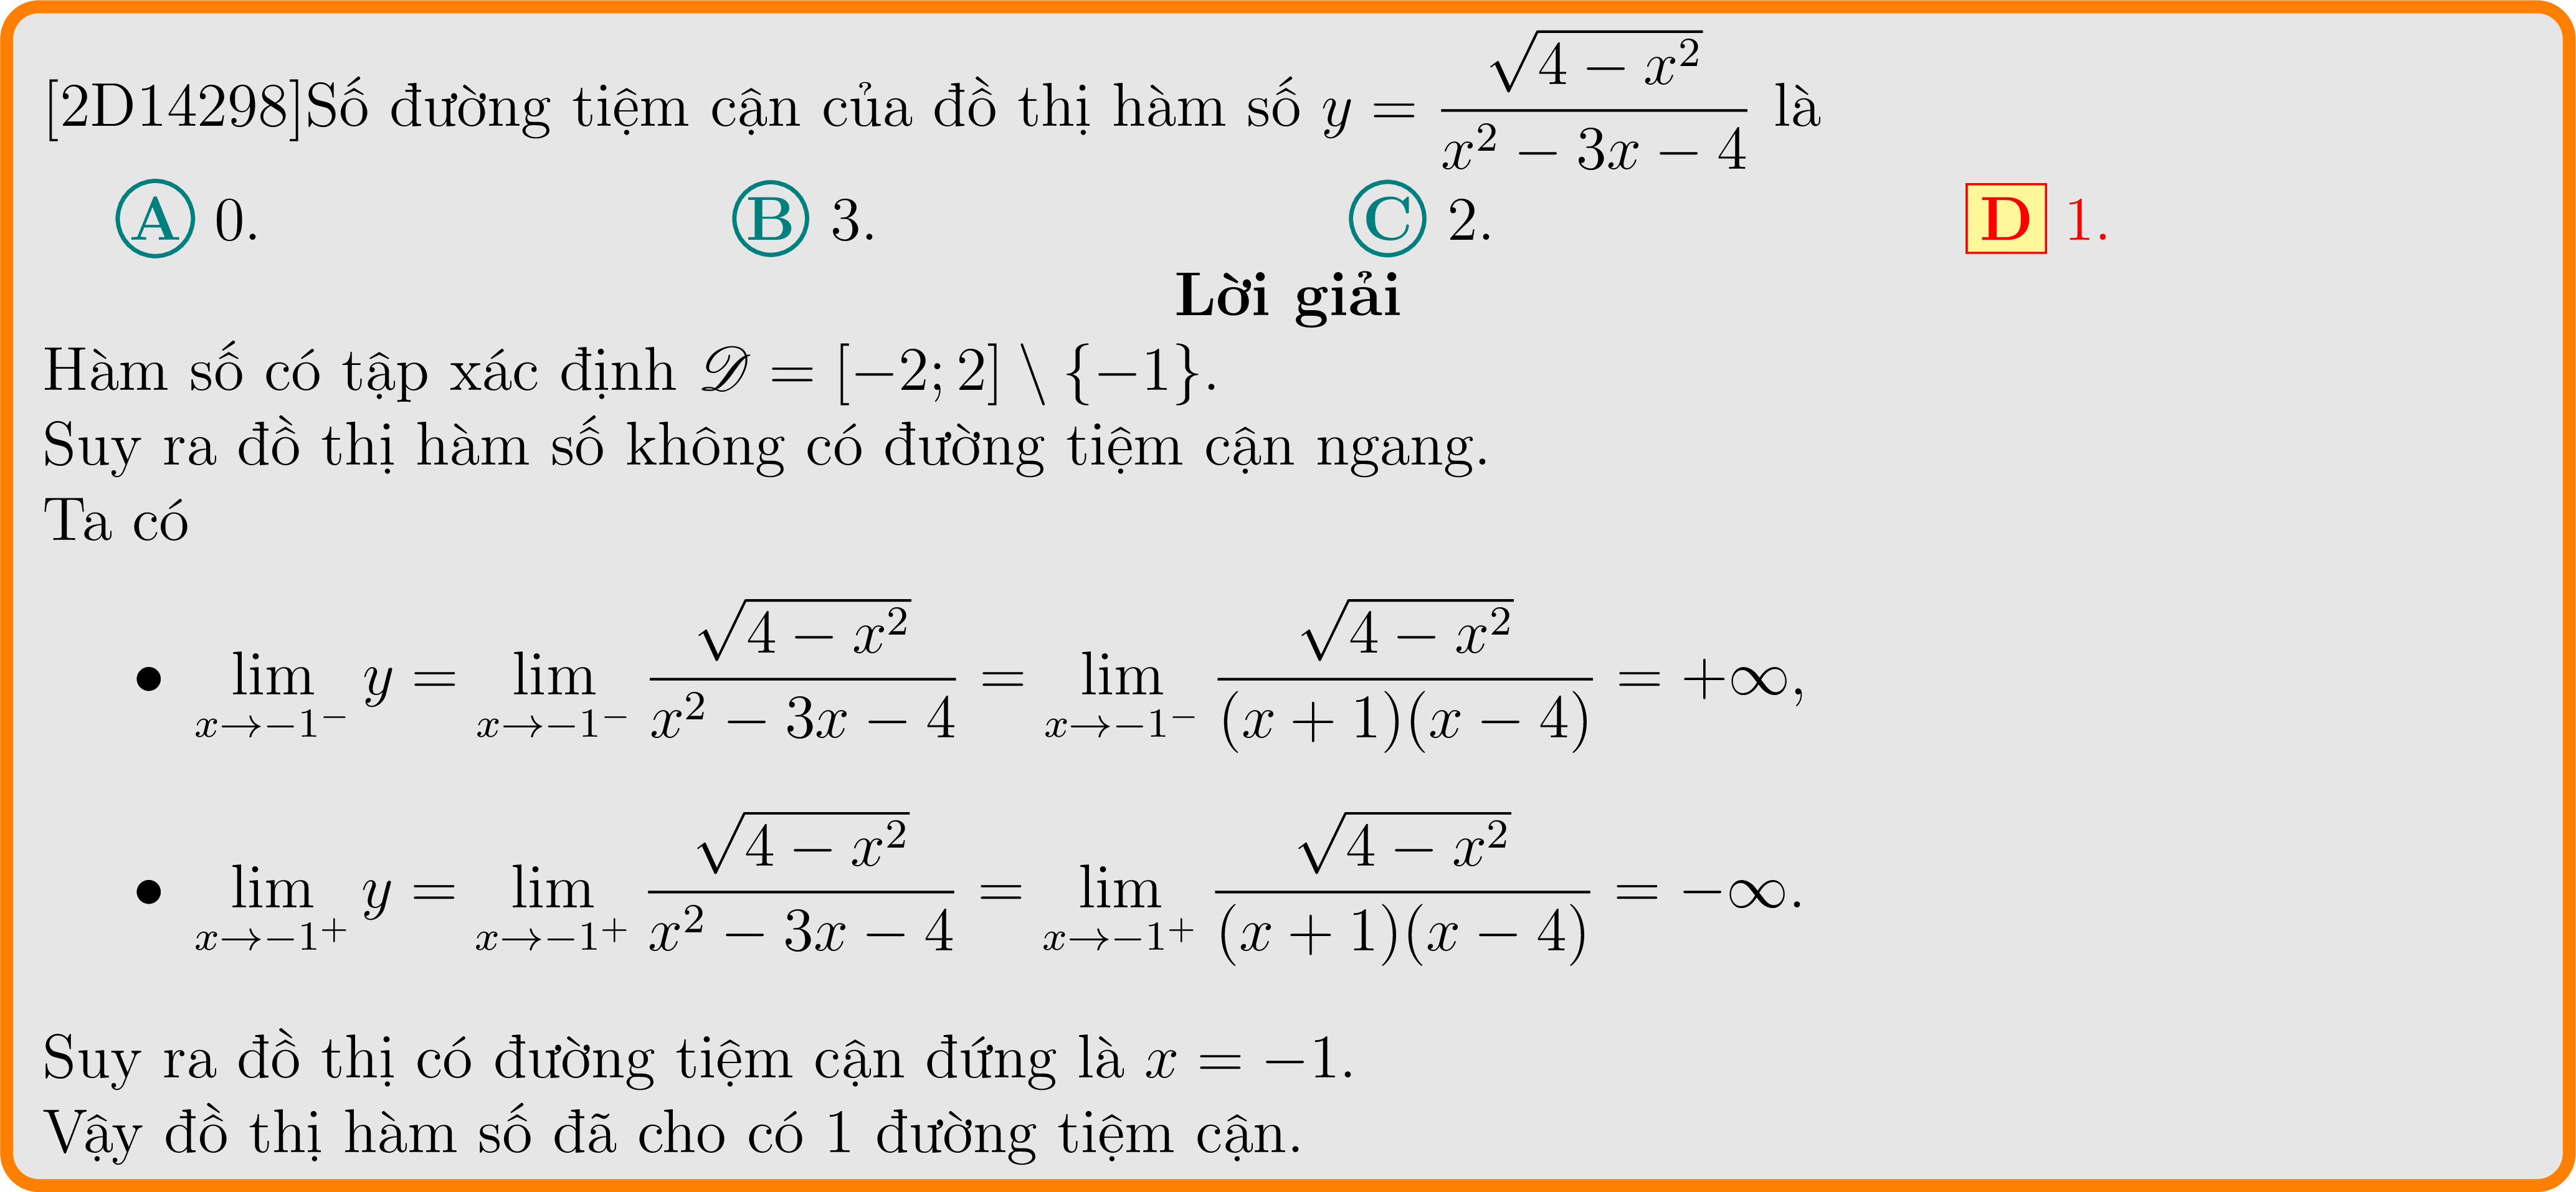 [2D14298]Số đường tiệm cận của đồ thị hàm số $y = \dfrac{\sqrt{4-x^2}}{x^2-3x-4}$ là
A 0. B 3. C 2. D 1.
Lời giải
Hàm số có tập xác định $\mathscr{D} = [-2;2] \setminus \{-1\}$.
Suy ra đồ thị hàm số không có đường tiệm cận ngang.
Ta có
• $\lim\limits_{x\to -1^-} y = \lim\limits_{x\to -1^-} \dfrac{\sqrt{4-x^2}}{x^2-3x-4} = \lim\limits_{x\to -1^-} \dfrac{\sqrt{4-x^2}}{(x+1)(x-4)} = +\infty,$
• $\lim\limits_{x\to -1^+} y = \lim\limits_{x\to -1^+} \dfrac{\sqrt{4-x^2}}{x^2-3x-4} = \lim\limits_{x\to -1^+} \dfrac{\sqrt{4-x^2}}{(x+1)(x-4)} = -\infty.$
Suy ra đồ thị có đường tiệm cận đứng là $x = -1$.
Vậy đồ thị hàm số đã cho có 1 đường tiệm cận.